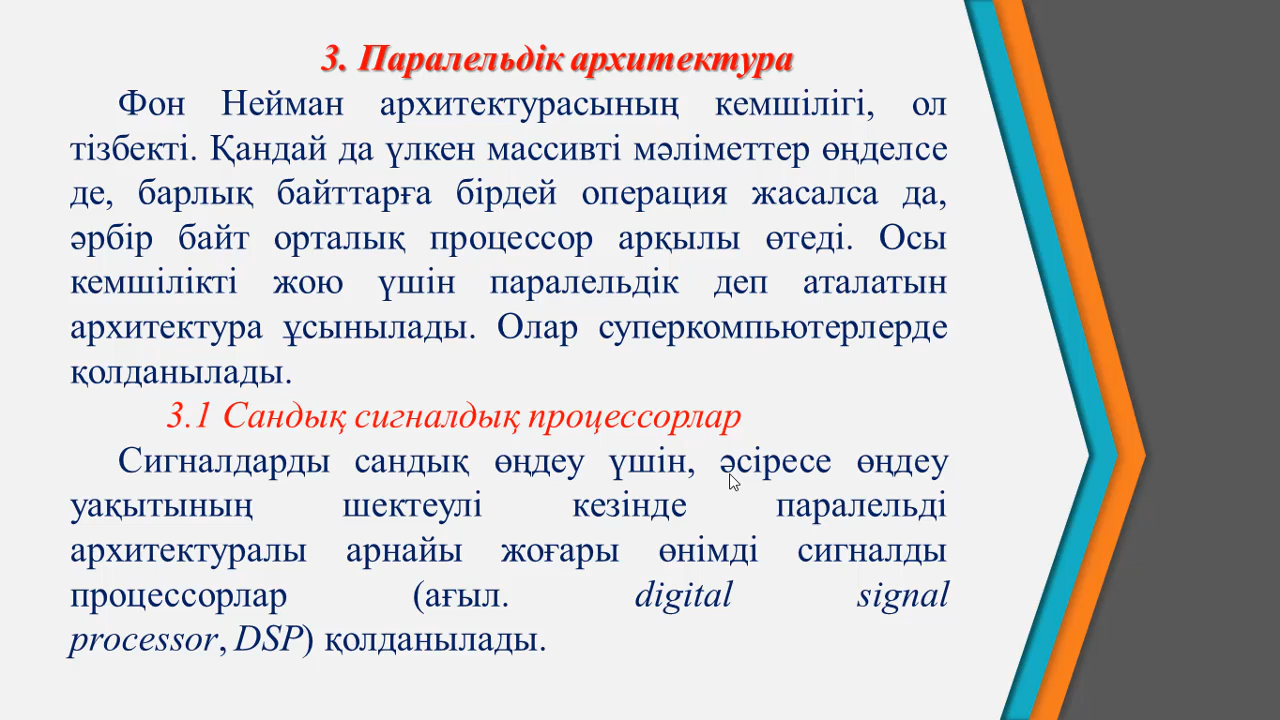 3. Паралельдік архитектура
Фон Нейман архитектурасының кемшілігі, ол
тізбекті. Қандай да үлкен массивті мәліметтер өңделсе
де, барлық байттарға бірдей операция жасалса да,
әрбір байт орталық процессор арқылы өтеді. Осы
кемшілікті жою үшін паралельдік деп аталатын
архитектура ұсынылады. Олар суперкомпьютерлерде
қолданылады.
3.1 Сандық сигналдық процессорлар
Сигналдарды сандық өңдеу үшін, әсіресе өңдеу
уақытының шектеулі кезінде паралельді
архитектуралы арнайы жоғары өнімді сигналды
процессорлар (ағыл. digital signal
processor, DSP) қолданылады.